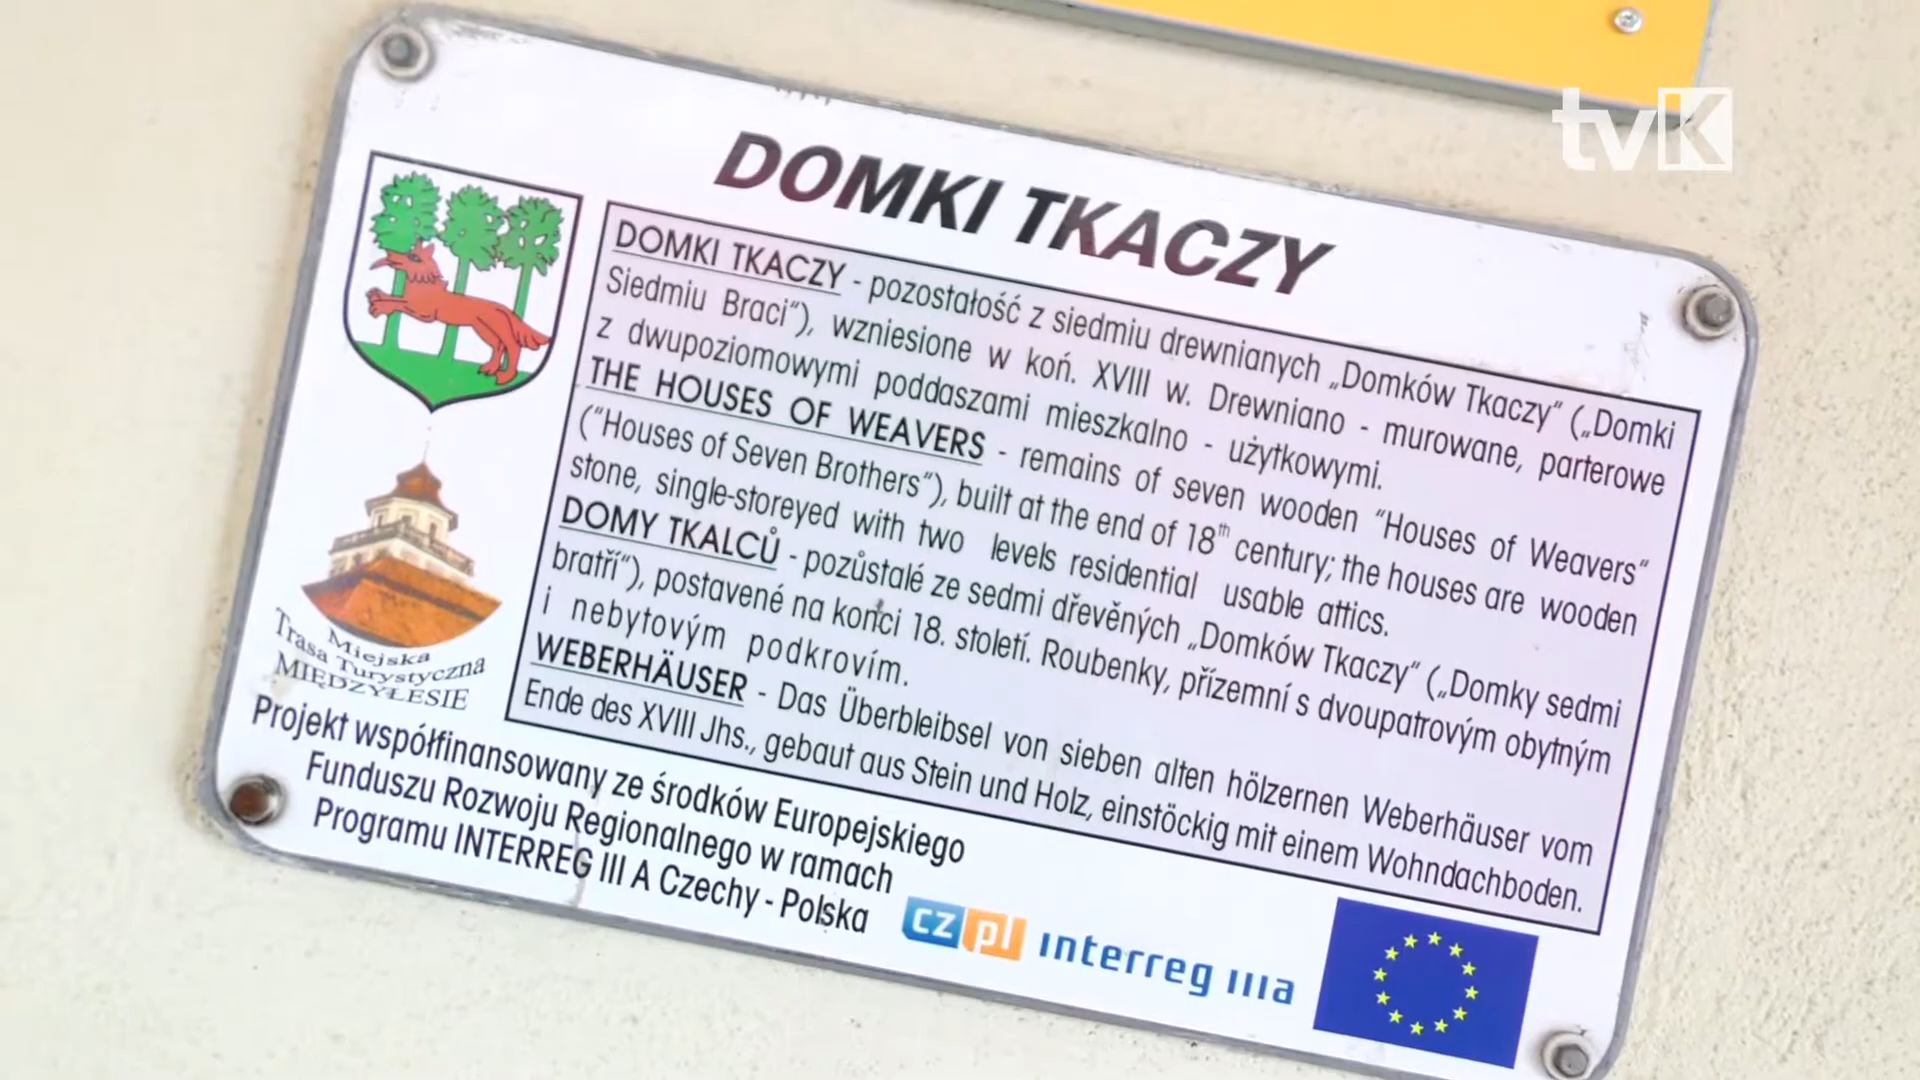 tvK
DOMKI TKACZY
DOMKI TKACZY - pozostałość z siedmiu drewnianych „Domków Tkaczy" („Domki
Siedmiu Braci"), wzniesione w koń. XVIII w. Drewniano - murowane, parterowe
z dwupoziomowymi poddaszami mieszkalno - użytkowymi.
THE HOUSES OF WEAVERS - remains of seven wooden "Houses of Weavers"
("Houses of Seven Brothers"), built at the end of 18th century; the houses are wooden
stone, single-storeyed with two levels residential usable attics.
DOMY TKALCŮ - pozůstalé ze sedmi dřevěných „Domków Tkaczy" („Domky sedmi
bratří"), postavené na konci 18. století. Roubenky, přízemní s dvoupatrovým obytným
i nebytovým podkrovím.
WEBERHÄUSER - Das Überbleibsel von sieben alten hölzernen Weberhäuser vom
Ende des XVIII Jhs., gebaut aus Stein und Holz, einstöckig mit einem Wohndachboden.
Miejska
Trasa Turystyczna
MIĘDZYLESIE
Projekt współfinansowany ze środków Europejskiego
Funduszu Rozwoju Regionalnego w ramach
Programu INTERREG III A Czechy - Polska
cz pl interreg IIIa